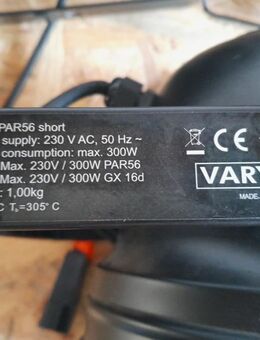 PAR56 short
supply: 230 V AC, 50 Hz ~
consumption: max. 300W
Max. 230V / 300W PAR56
Max. 230V / 300W GX 16d
: 1,00kg
C Ts=305° C
CE
VARY
MADE